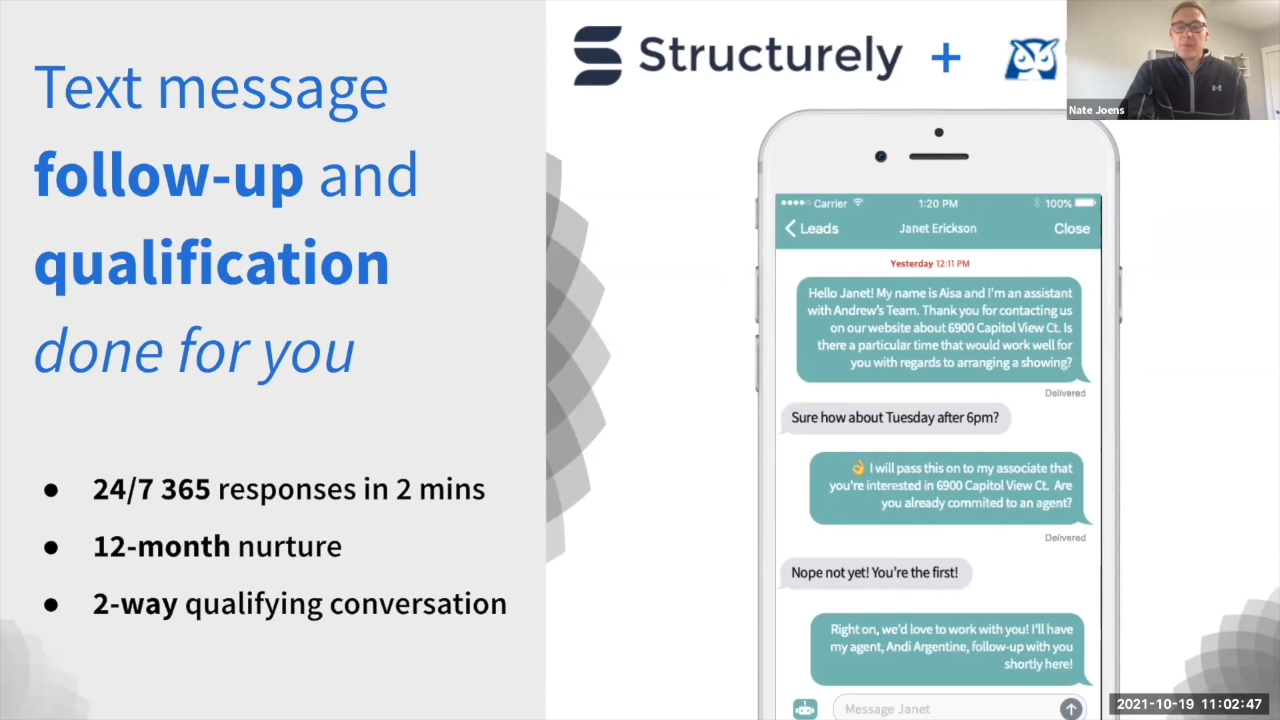 Text message
follow-up and
qualification
done for you
● 24/7 365 responses in 2 mins
● 12-month nurture
● 2-way qualifying conversation
Structurely +
Nate Joens
Carrier 1:20 PM 100%
Leads Janet Erickson Close
Yesterday 12:11 PM
Hello Janet! My name is Aisa and I'm an assistant
with Andrew's Team. Thank you for contacting us
on our website about 6900 Capitol View Ct. Is
there a particular time that would work well for
you with regards to arranging a showing?
Delivered
Sure how about Tuesday after 6pm?
👌 I will pass this on to my associate that
you're interested in 6900 Capitol View Ct. Are
you already commited to an agent?
Delivered
Nope not yet! You're the first!
Right on, we'd love to work with you! I'll have
my agent, Andi Argentine, follow-up with you
shortly here!
Message Janet
2021-10-19 11:02:47